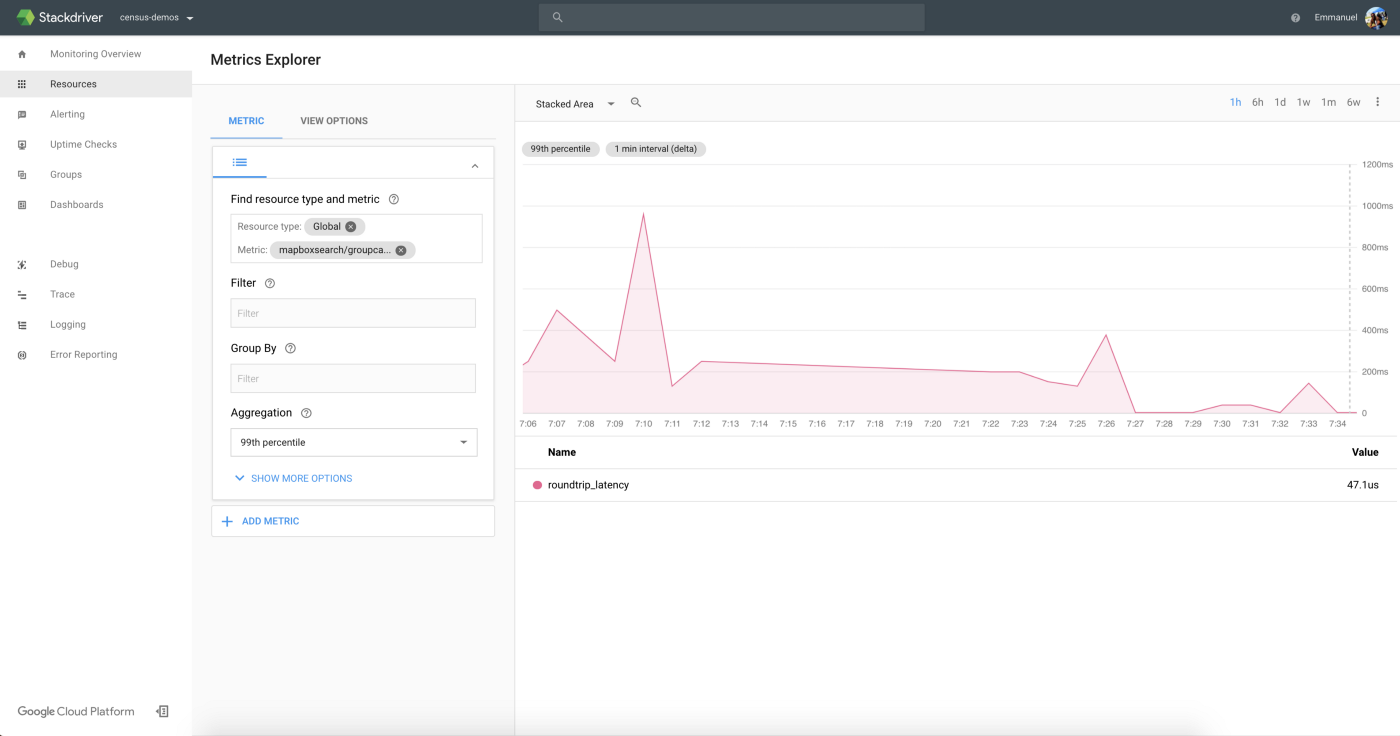 Stackdriver census-demos Emmanuel
Monitoring Overview
Resources
Alerting
Uptime Checks
Groups
Dashboards
Debug
Trace
Logging
Error Reporting
Google Cloud Platform
Metrics Explorer
METRIC VIEW OPTIONS
Find resource type and metric
Resource type: Global
Metric: mapboxsearch/groupca...
Filter
Filter
Group By
Filter
Aggregation
99th percentile
SHOW MORE OPTIONS
ADD METRIC
Stacked Area 1h 6h 1d 1w 1m 6w
99th percentile 1 min interval (delta)
1200ms
1000ms
800ms
600ms
400ms
200ms
0
7:06 7:07 7:08 7:09 7:10 7:11 7:12 7:13 7:14 7:15 7:16 7:17 7:18 7:19 7:20 7:21 7:22 7:23 7:24 7:25 7:26 7:27 7:28 7:29 7:30 7:31 7:32 7:33 7:34
Name Value
roundtrip_latency 47.1us